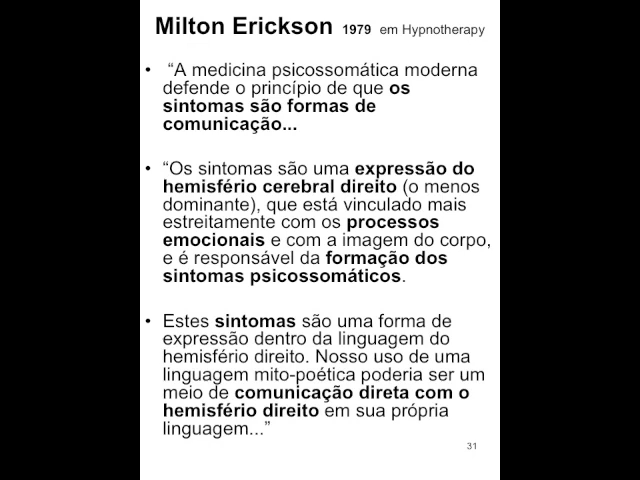 Milton Erickson 1979 em Hypnotherapy
• “A medicina psicossomática moderna
defende o princípio de que os
sintomas são formas de
comunicação...
• “Os sintomas são uma expressão do
hemisfério cerebral direito (o menos
dominante), que está vinculado mais
estreitamente com os processos
emocionais e com a imagem do corpo,
e é responsável da formação dos
sintomas psicossomáticos.
• Estes sintomas são uma forma de
expressão dentro da linguagem do
hemisfério direito. Nosso uso de uma
linguagem mito-poética poderia ser um
meio de comunicação direta com o
hemisfério direito em sua própria
linguagem...”
31